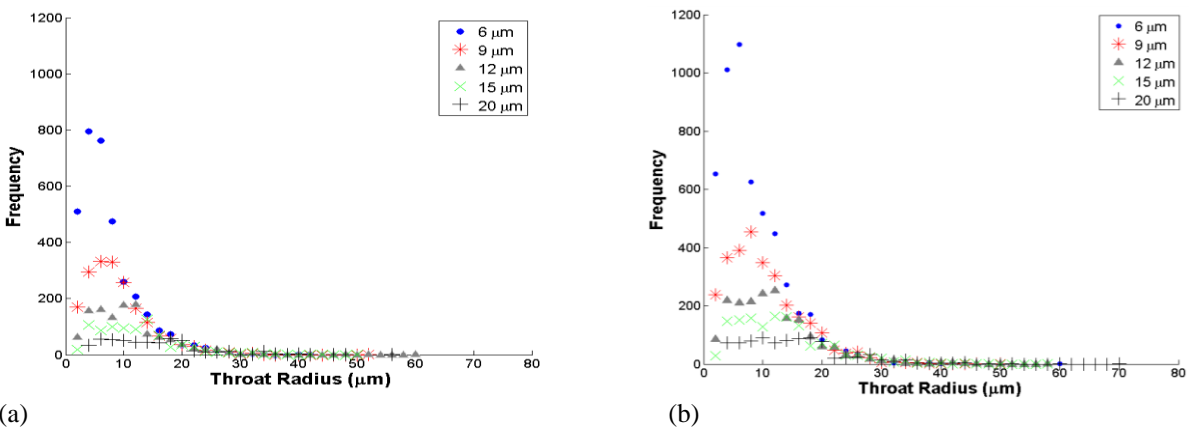 1200
1000
800
600
400
200
0
0 10 20 30 40 50 60 70 80
Frequency
Throat Radius (μm)
6 μm
9 μm
12 μm
15 μm
20 μm
(a)
1200
1000
800
600
400
200
0
0 10 20 30 40 50 60 70 80
Frequency
Throat Radius (μm)
6 μm
9 μm
12 μm
15 μm
20 μm
(b)